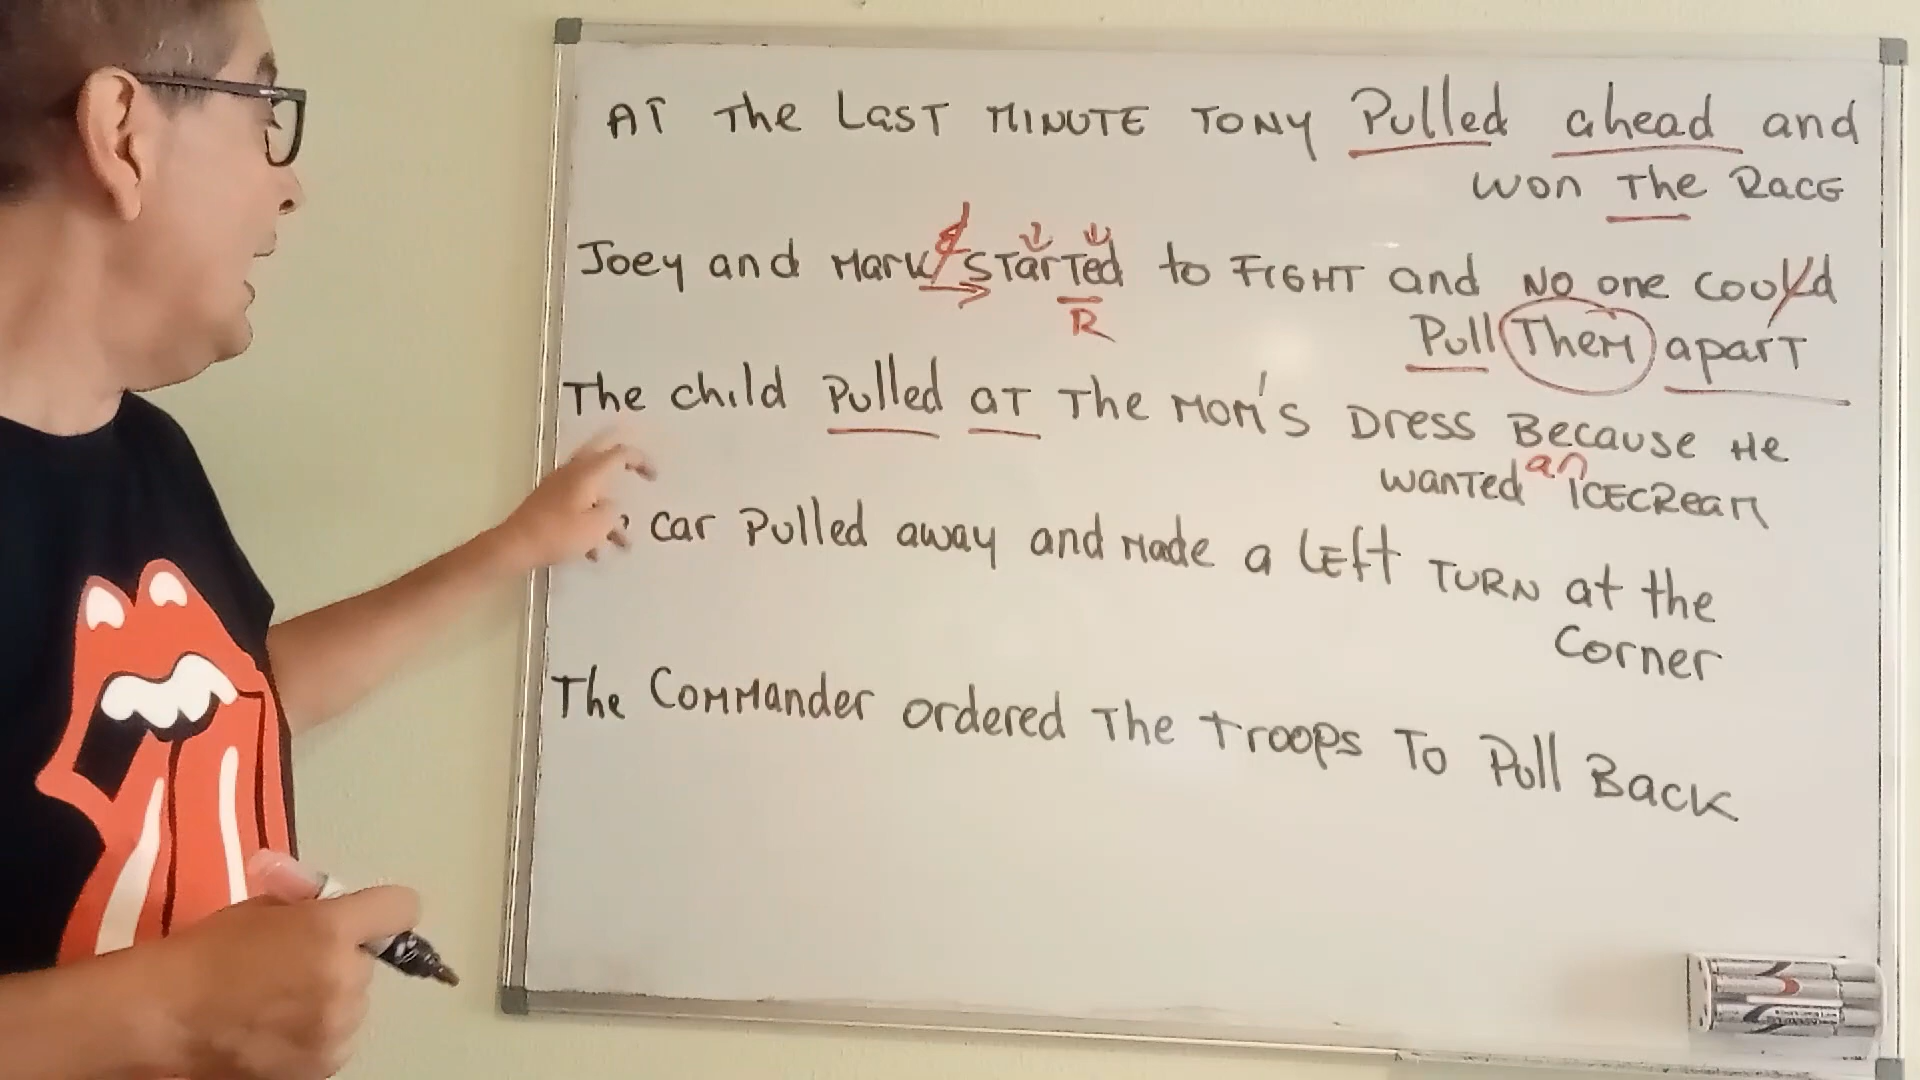 AT The LaST MINUTE TONY Pulled ahead and
won The Race
Joey and Mark STarTed to FIGHT and NO one could
R
Pull TheM aparT
The child Pulled aT The MoM's Dress Because He
an
wanTed ICECReaM
car Pulled away and Made a LEft TURN at the
Corner
The CoMMander ordered The Troops To Pull Back